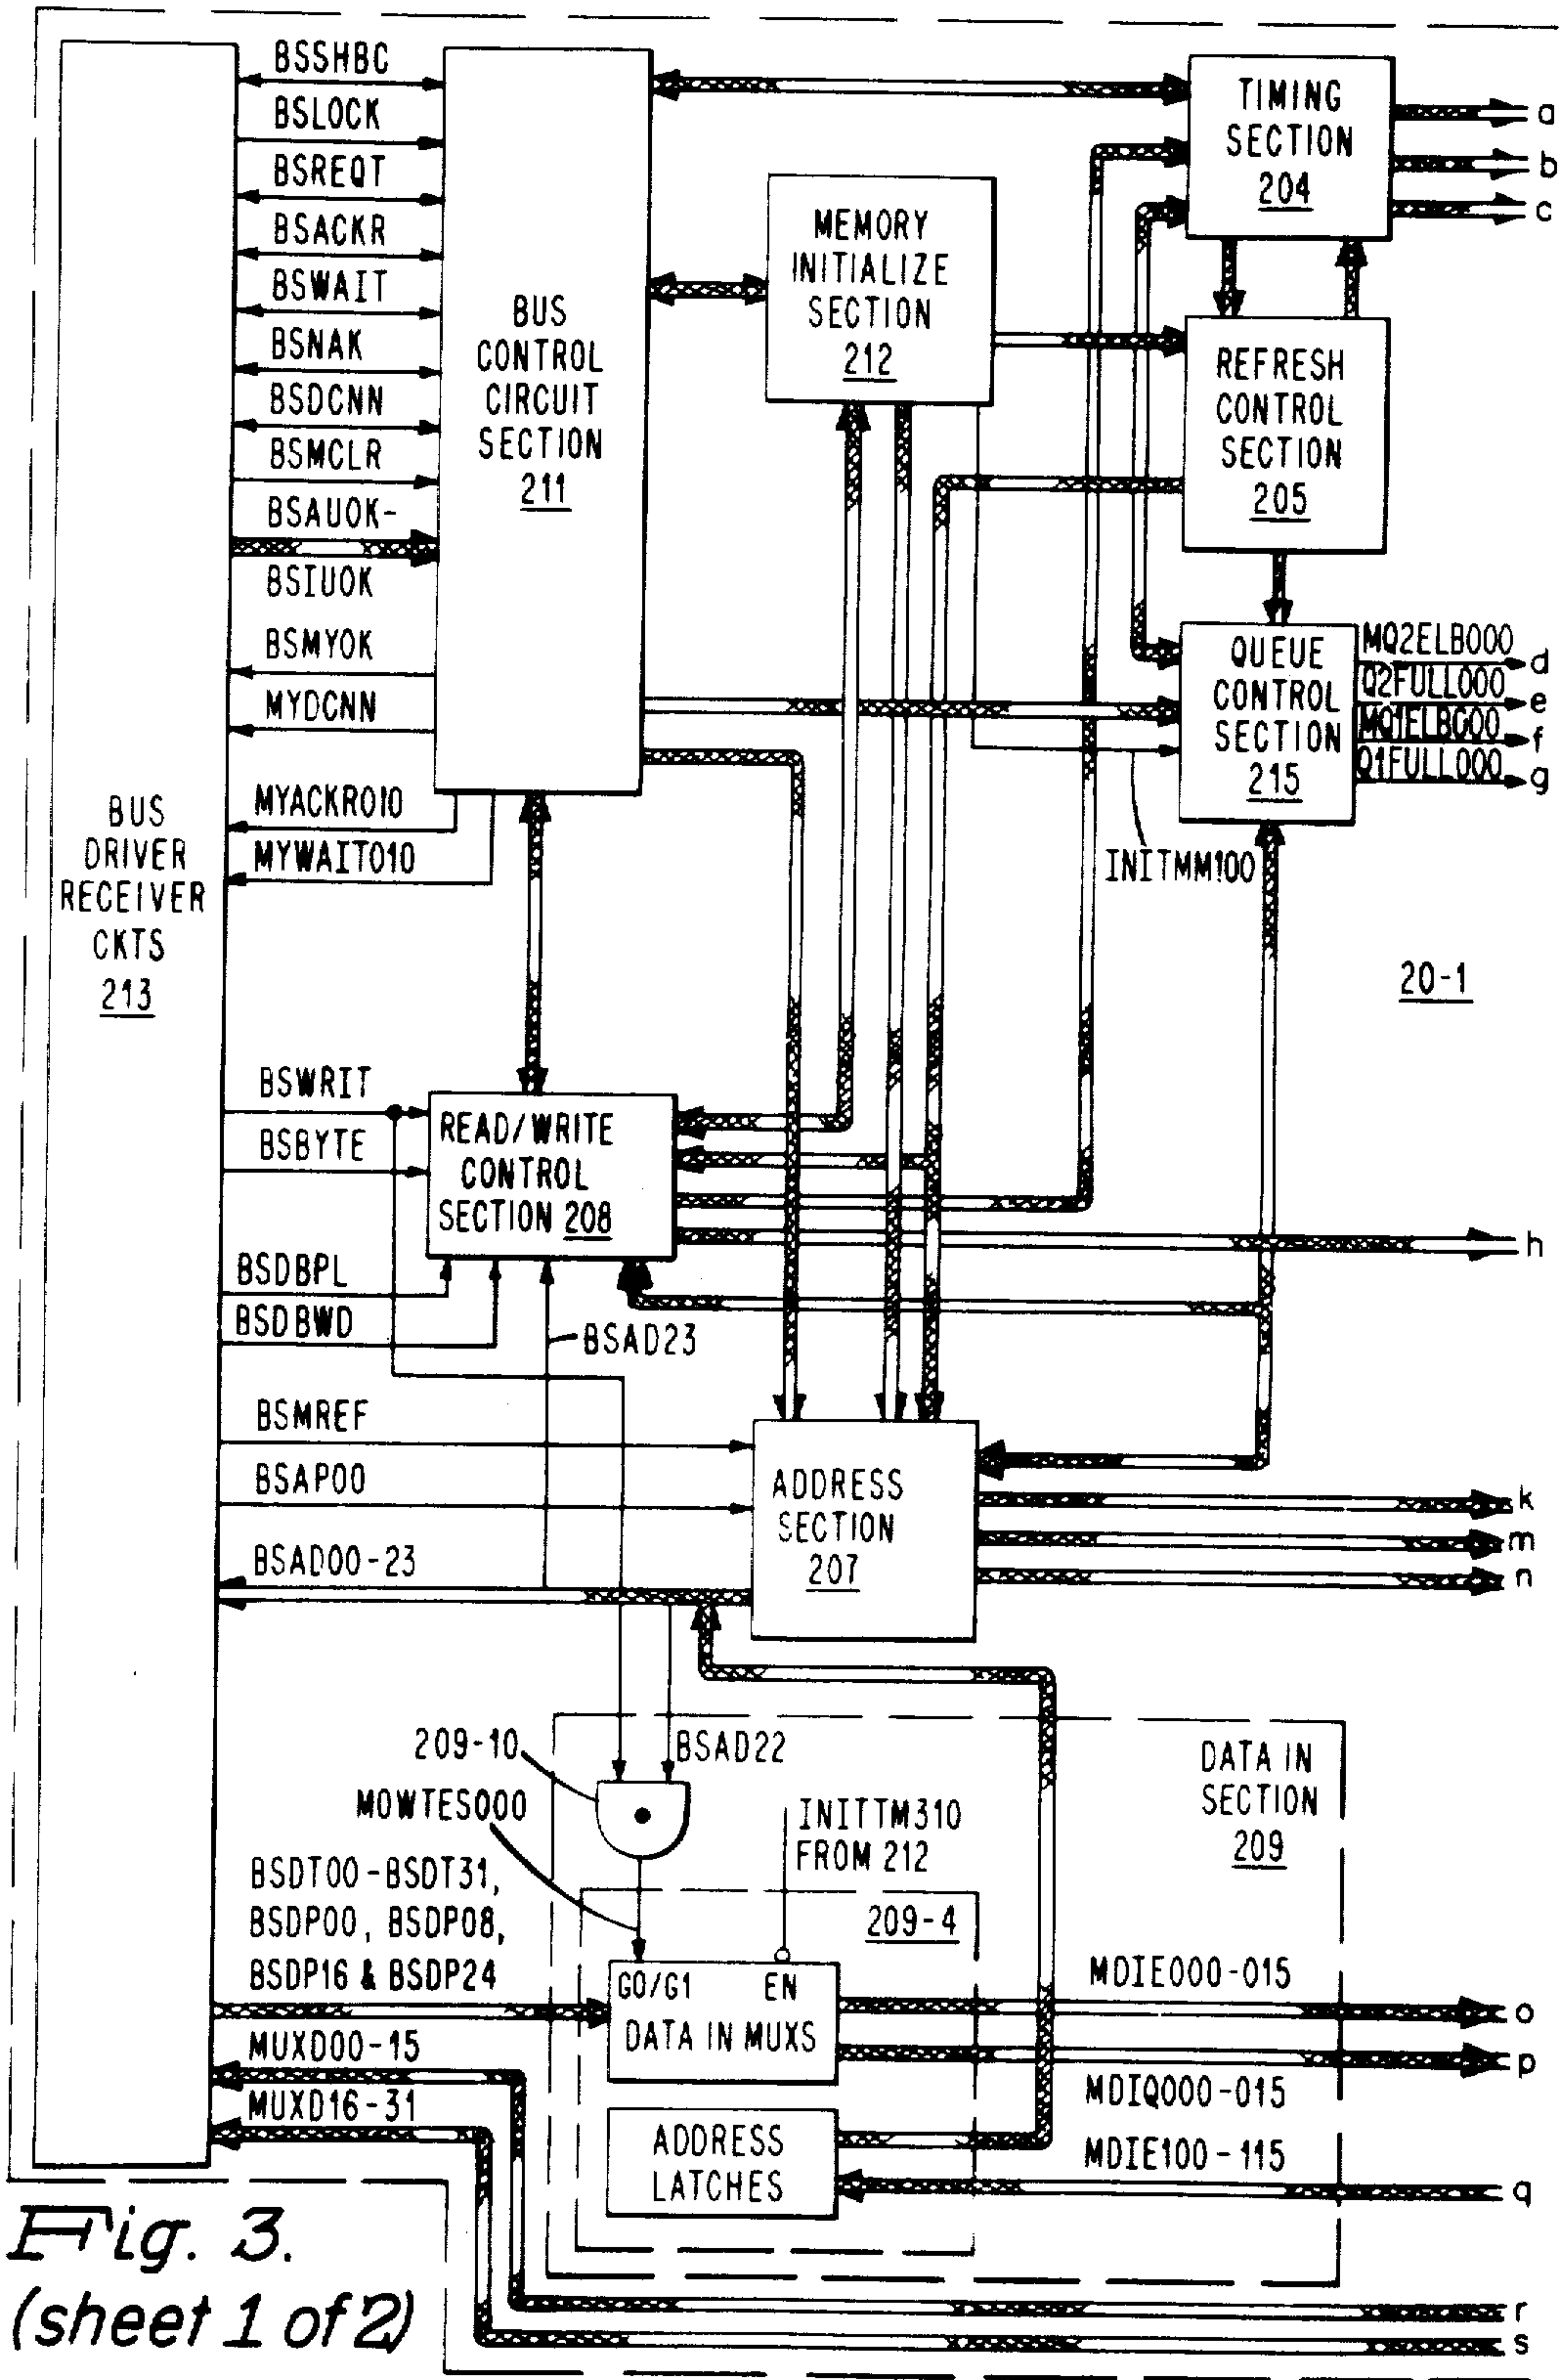 BSSHBC
BSLOCK
BSREQT
BSACKR
BSWAIT
BSNAK
BSDCNN
BSMCLR
BSAUOK-
BSIUOK
BSMYOK
MYDCNN
MYACKR010
MYWAIT010
BUS
DRIVER
RECEIVER
CKTS
213
BUS
CONTROL
CIRCUIT
SECTION
211
MEMORY
INITIALIZE
SECTION
212
TIMING
SECTION
204
a
b
c
REFRESH
CONTROL
SECTION
205
QUEUE
CONTROL
SECTION
215
MQ2ELB000
d
Q2FULL000
e
MQ1ELB000
f
Q1FULL000
g
INITMM100
20-1
BSWRIT
BSBYTE
READ/WRITE
CONTROL
SECTION 208
h
BSDBPL
BSDBWD
BSAD23
BSMREF
BSAP00
BSAD00-23
ADDRESS
SECTION
207
k
m
n
209-10
BSAD22
MOWTES000
INITTM310
FROM 212
DATA IN
SECTION
209
BSDT00-BSDT31,
BSDP00, BSDP08,
BSDP16 & BSDP24
209-4
G0/G1 EN
DATA IN MUXS
MDIE000-015
o
p
MUXD00-15
MUXD16-31
MDIQ000-015
ADDRESS
LATCHES
MDIE100-115
q
r
s
Fig. 3.
(sheet 1 of 2)